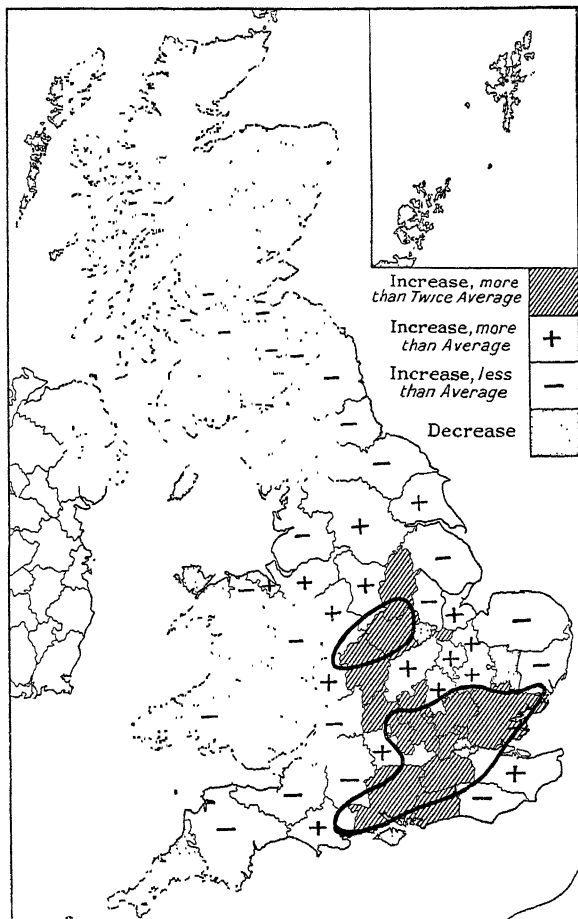 Increase, more
than Twice Average
Increase, more
than Average
+
Increase, less
than Average
−
Decrease